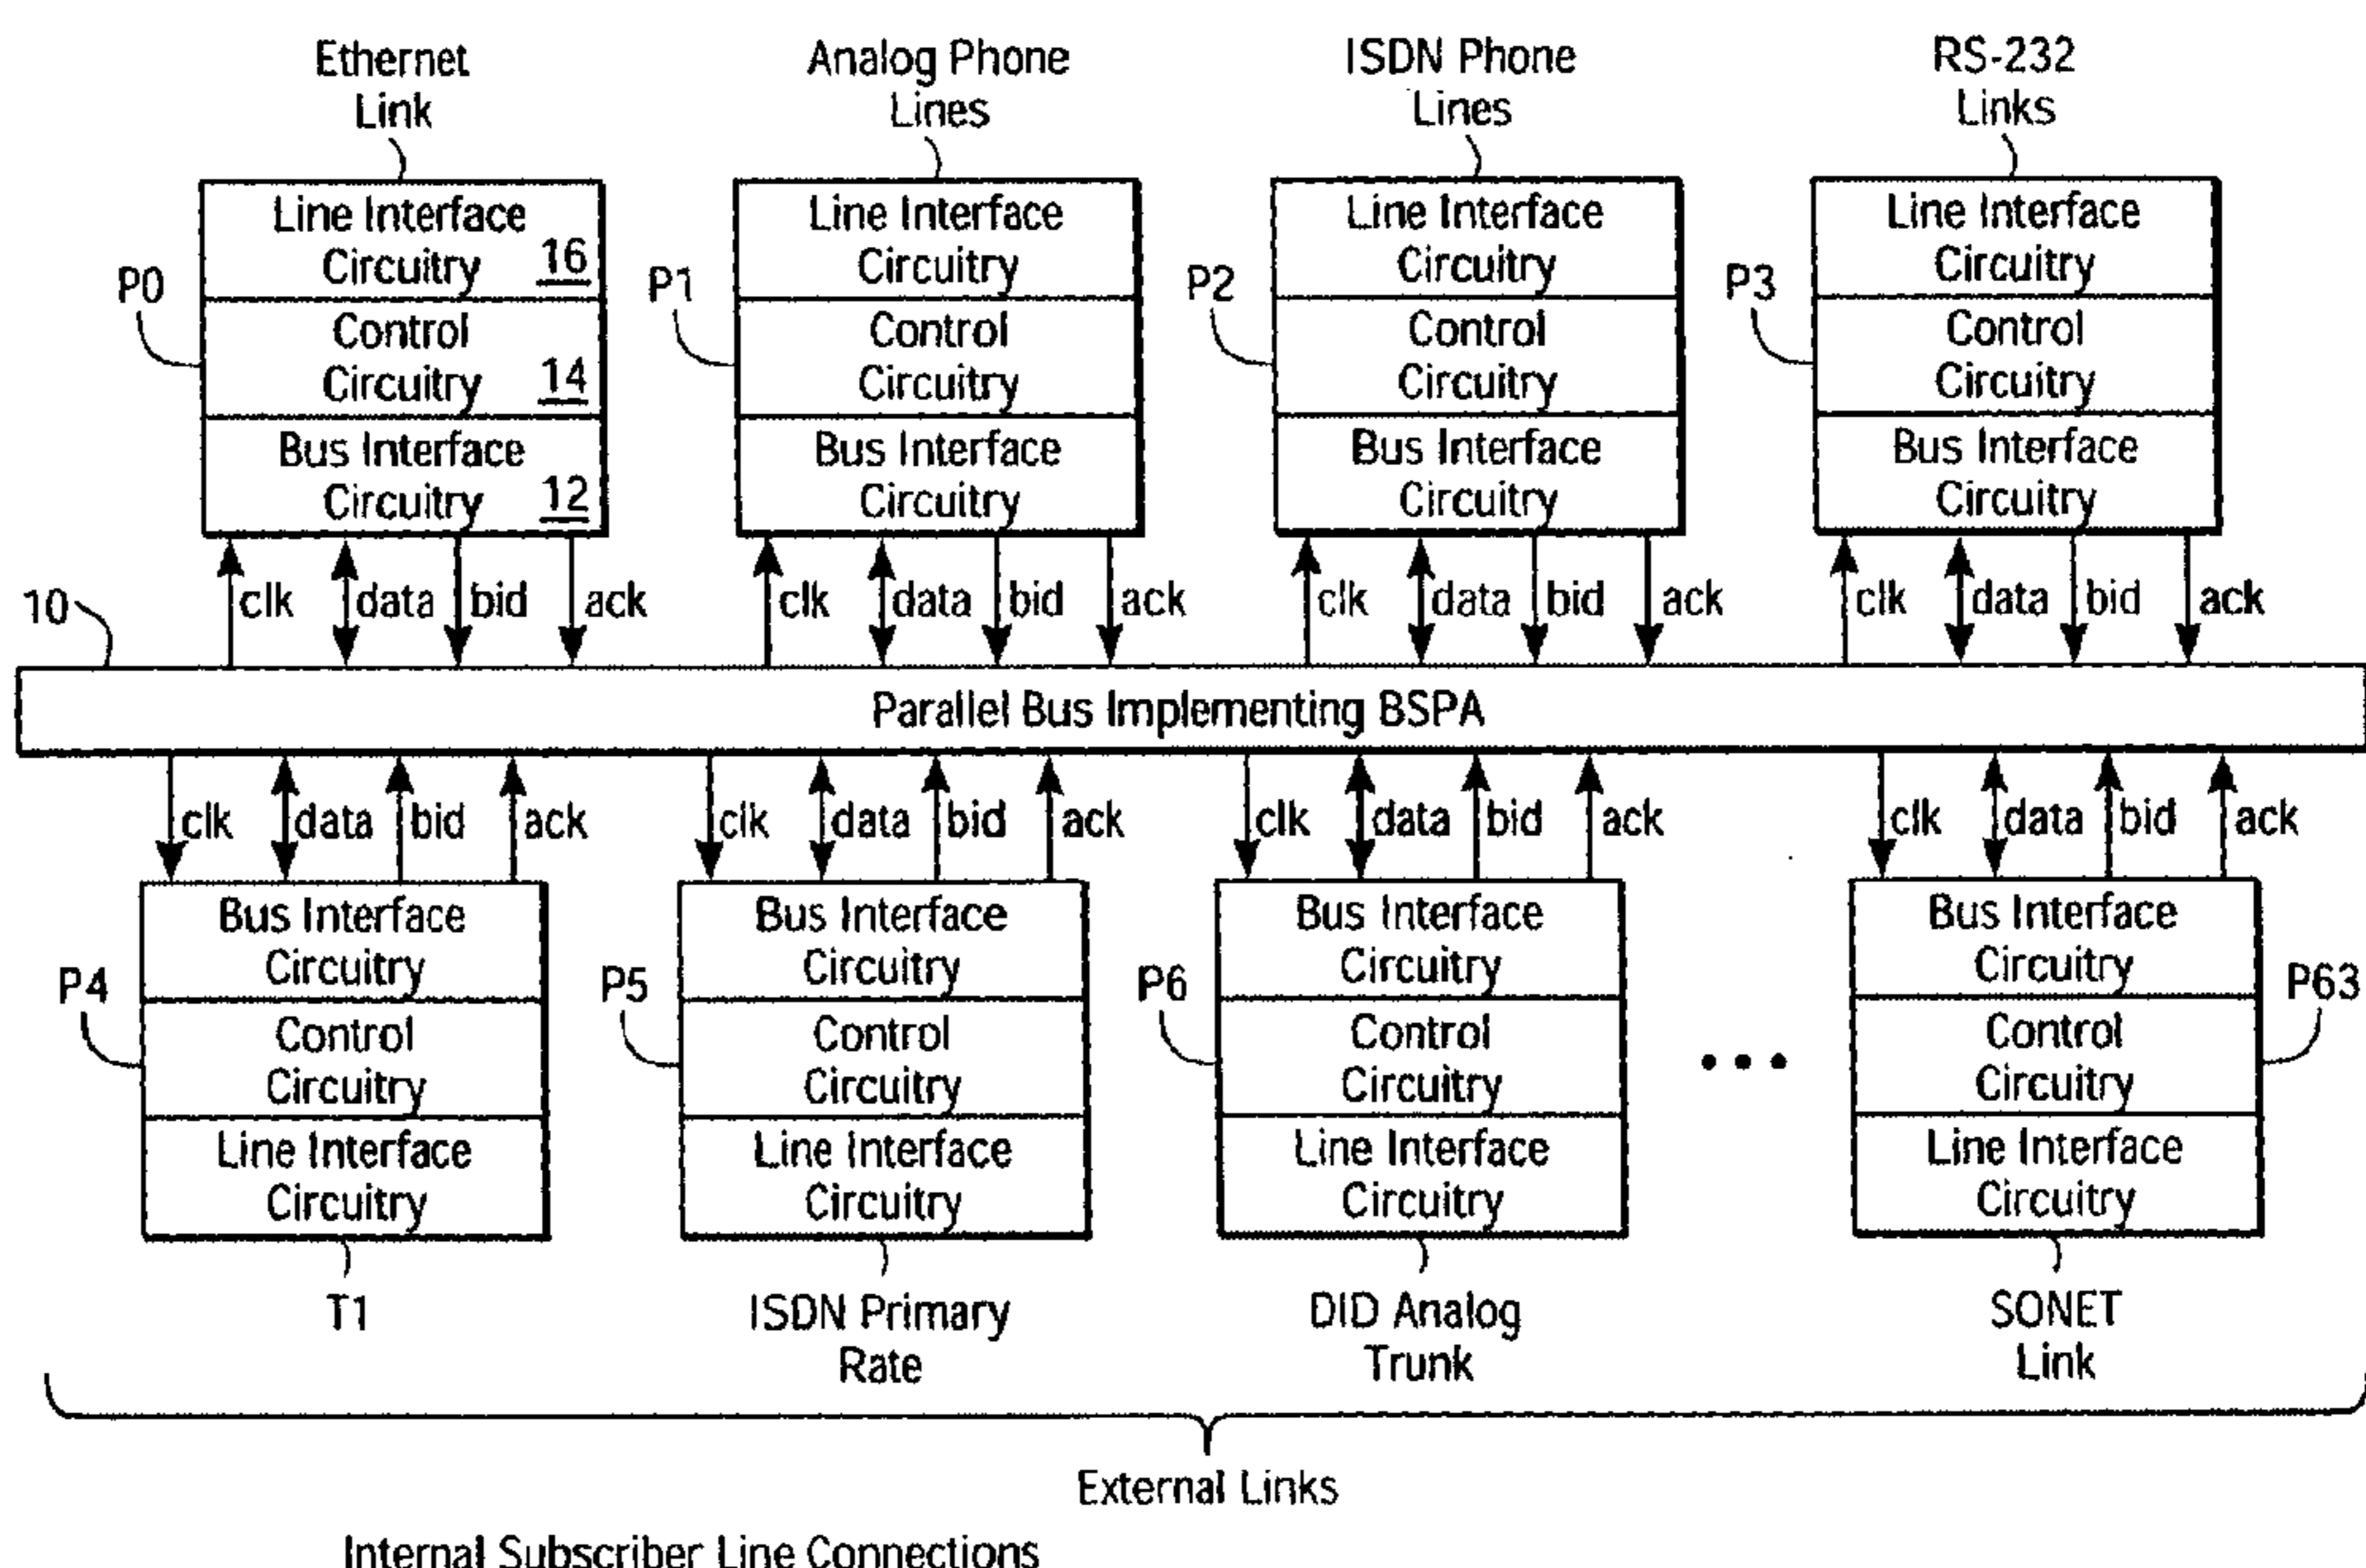 Ethernet
Link
Analog Phone
Lines
ISDN Phone
Lines
RS-232
Links
P0
Line Interface
Circuitry 16
Control
Circuitry 14
Bus Interface
Circuitry 12
P1
Line Interface
Circuitry
Control
Circuitry
Bus Interface
Circuitry
P2
Line Interface
Circuitry
Control
Circuitry
Bus Interface
Circuitry
P3
Line Interface
Circuitry
Control
Circuitry
Bus Interface
Circuitry
10
clk data bid ack
clk data bid ack
clk data bid ack
clk data bid ack
Parallel Bus Implementing BSPA
clk data bid ack
clk data bid ack
clk data bid ack
clk data bid ack
P4
Bus Interface
Circuitry
Control
Circuitry
Line Interface
Circuitry
P5
Bus Interface
Circuitry
Control
Circuitry
Line Interface
Circuitry
P6
Bus Interface
Circuitry
Control
Circuitry
Line Interface
Circuitry
• • •
Bus Interface
Circuitry
Control
Circuitry
Line Interface
Circuitry
P63
T1
ISDN Primary
Rate
DID Analog
Trunk
SONET
Link
External Links
Internal Subscriber Line Connections